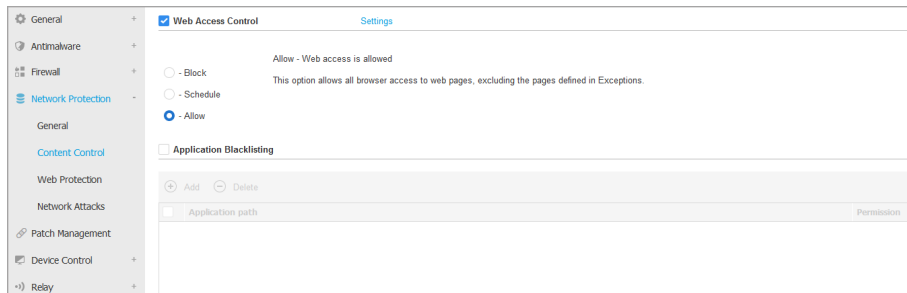 General +
Antimalware +
Firewall +
Network Protection -
General
Content Control
Web Protection
Network Attacks
Patch Management
Device Control +
Relay +
Web Access Control Settings
Allow - Web access is allowed
- Block
This option allows all browser access to web pages, excluding the pages defined in Exceptions.
- Schedule
- Allow
Application Blacklisting
Add Delete
Application path Permission